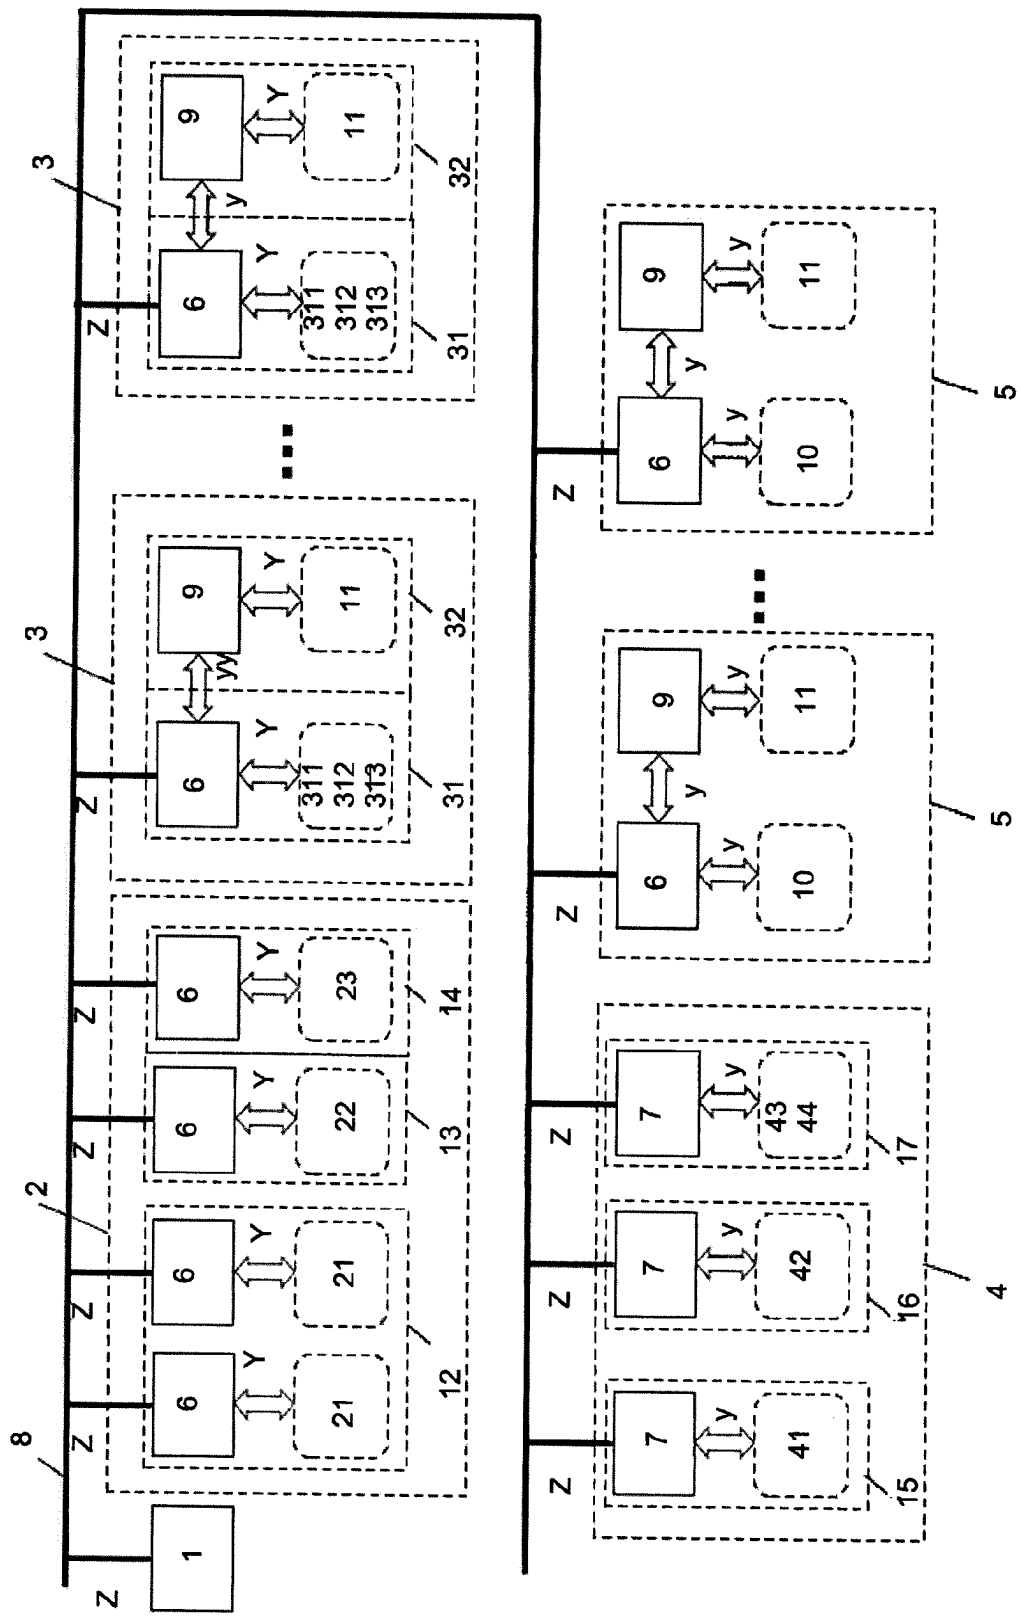 8
2 3 3
Z Z Z Z Z Z Z
1 6 6 6 6 6 9 6 9
yy y
Y Y Y Y Y Y Y Y
311 311
21 21 22 23 312 11 312 11
313 313
12 13 14 31 32 31 32
Z Z Z Z Z
7 7 7 6 9 6 9
y y
y y y y y y y
43
41 42 10 11 10 11
44
15 16 17
4 5 5